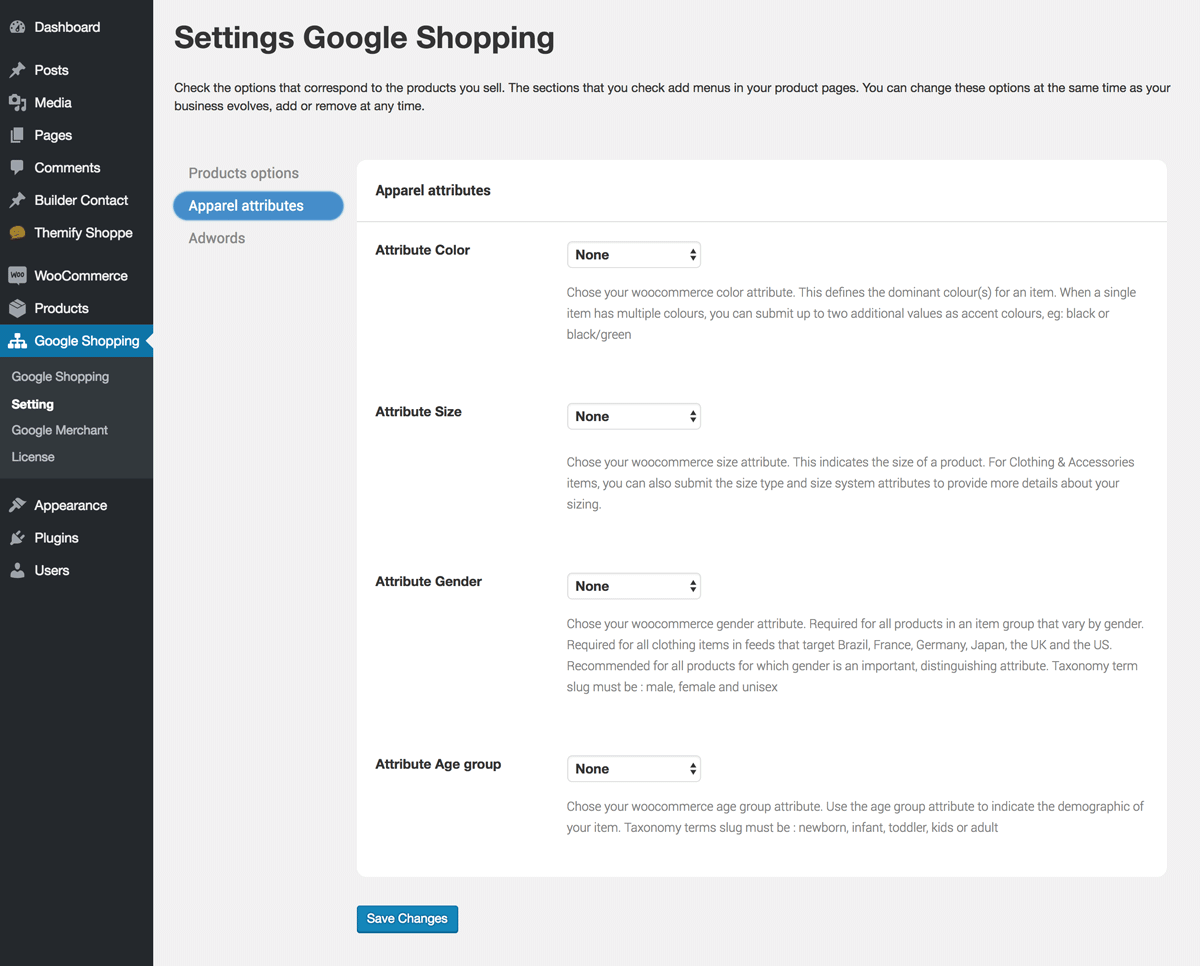 Dashboard
Posts
Media
Pages
Comments
Builder Contact
Themify Shoppe
WOO
WooCommerce
Products
Google Shopping
Google Shopping
Setting
Google Merchant
License
Appearance
Plugins
Users
Settings Google Shopping
Check the options that correspond to the products you sell. The sections that you check add menus in your product pages. You can change these options at the same time as your
business evolves, add or remove at any time.
Products options
Apparel attributes
Adwords
Apparel attributes
Attribute Color
None
Chose your woocommerce color attribute. This defines the dominant colour(s) for an item. When a single
item has multiple colours, you can submit up to two additional values as accent colours, eg: black or
black/green
Attribute Size
None
Chose your woocommerce size attribute. This indicates the size of a product. For Clothing & Accessories
items, you can also submit the size type and size system attributes to provide more details about your
sizing.
Attribute Gender
None
Chose your woocommerce gender attribute. Required for all products in an item group that vary by gender.
Required for all clothing items in feeds that target Brazil, France, Germany, Japan, the UK and the US.
Recommended for all products for which gender is an important, distinguishing attribute. Taxonomy term
slug must be : male, female and unisex
Attribute Age group
None
Chose your woocommerce age group attribute. Use the age group attribute to indicate the demographic of
your item. Taxonomy terms slug must be : newborn, infant, toddler, kids or adult
Save Changes